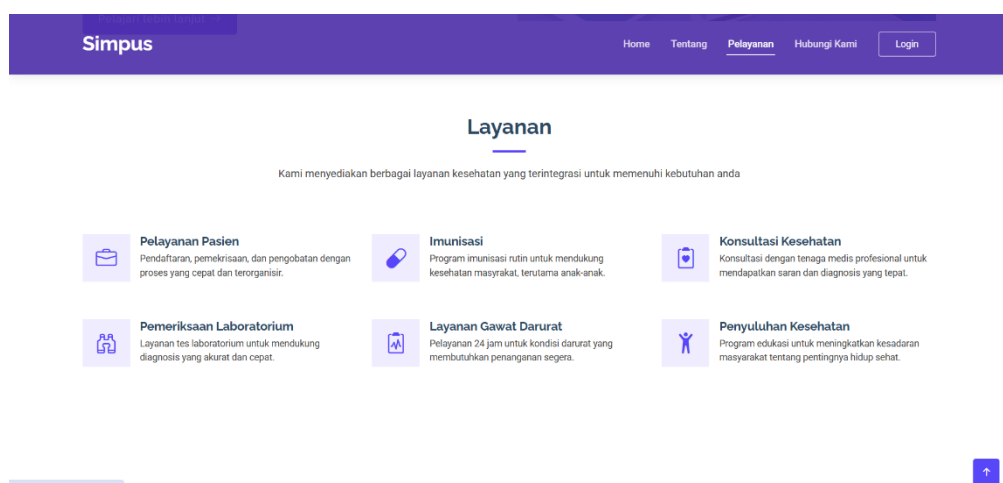 Pelajari lebih lanjut →
Simpus
Home Tentang Pelayanan Hubungi Kami Login
Layanan
Kami menyediakan berbagai layanan kesehatan yang terintegrasi untuk memenuhi kebutuhan anda
Pelayanan Pasien
Pendaftaran, pemekrisaan, dan pengobatan dengan
proses yang cepat dan terorganisir.
Imunisasi
Program imunisasi rutin untuk mendukung
kesehatan masyrakat, terutama anak-anak.
Konsultasi Kesehatan
Konsultasi dengan tenaga medis profesional untuk
mendapatkan saran dan diagnosis yang tepat.
Pemeriksaan Laboratorium
Layanan tes laboratorium untuk mendukung
diagnosis yang akurat dan cepat.
Layanan Gawat Darurat
Pelayanan 24 jam untuk kondisi darurat yang
membutuhkan penanganan segera.
Penyuluhan Kesehatan
Program edukasi untuk meningkatkan kesadaran
masyarakat tentang pentingnya hidup sehat.